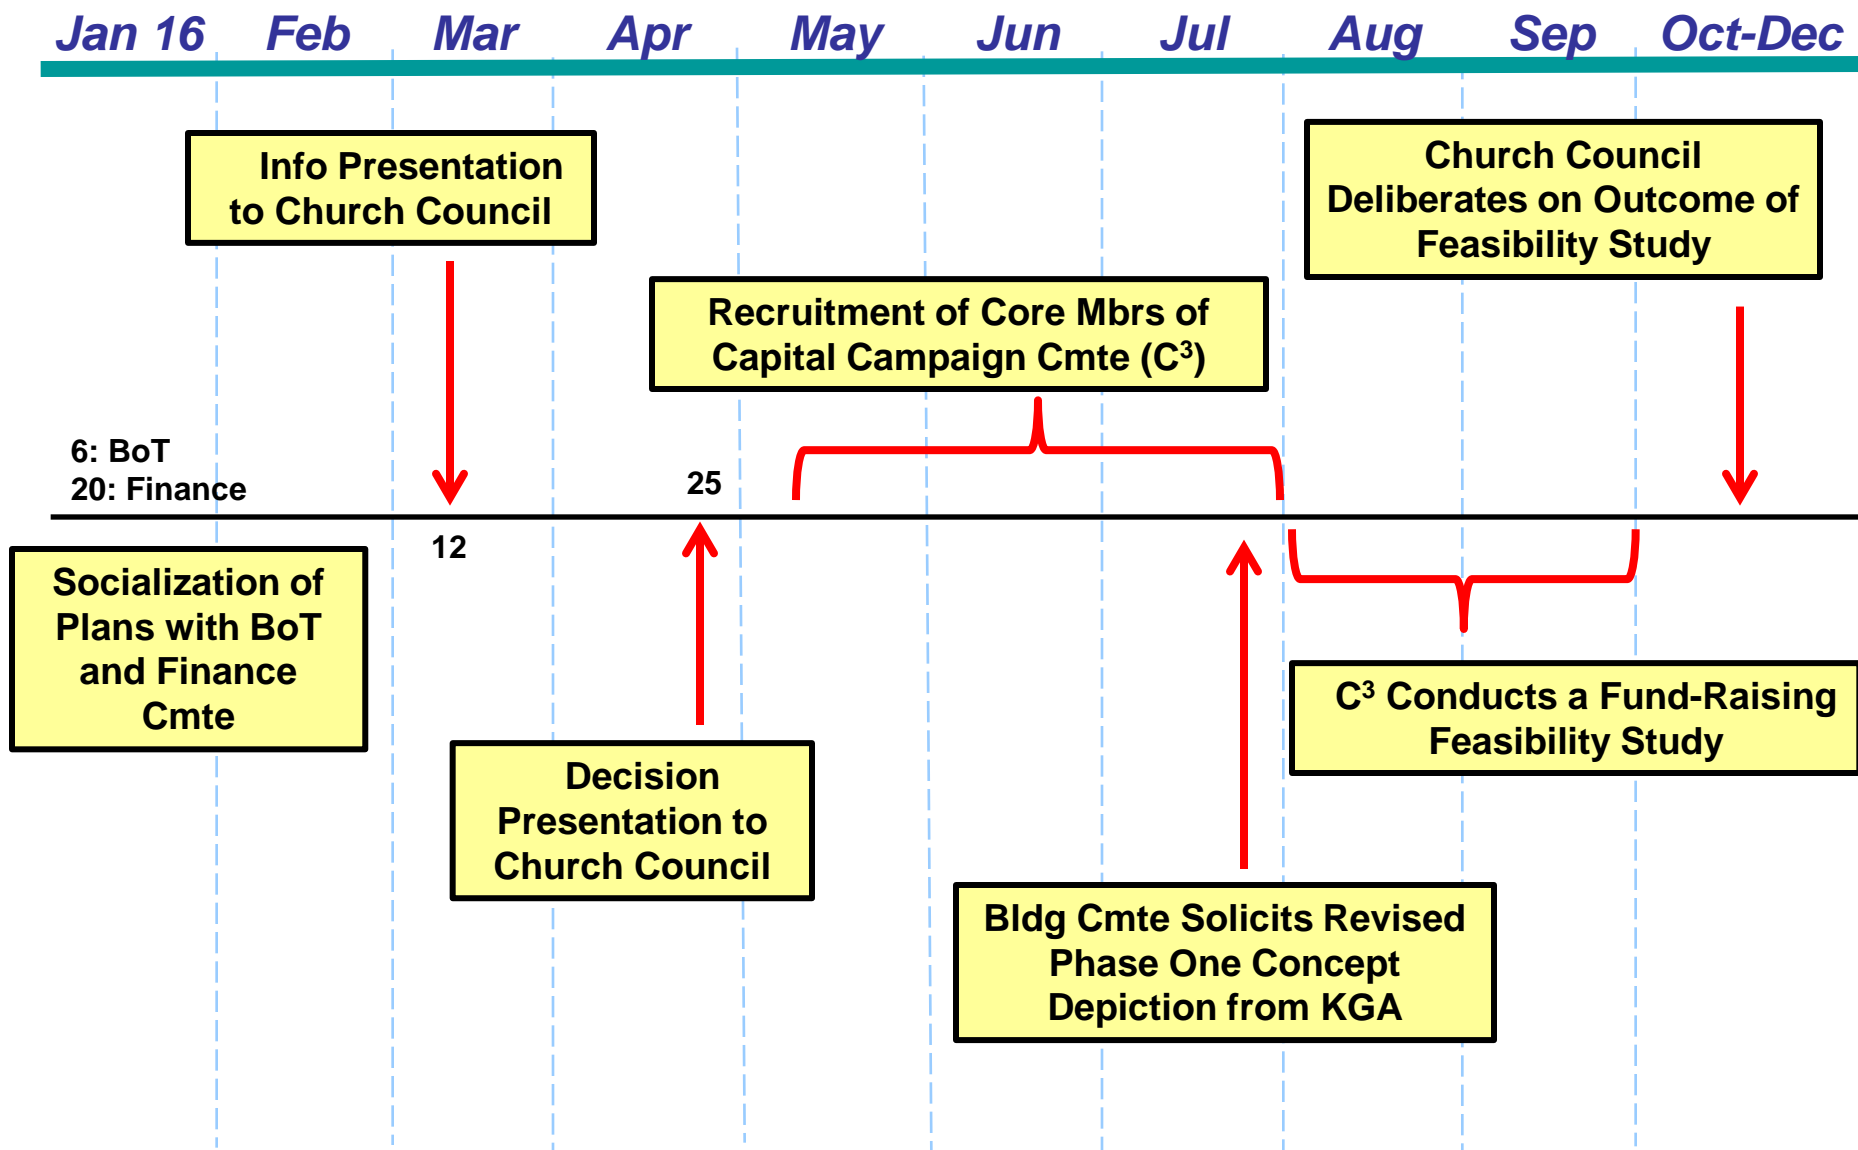 Jan 16 Feb Mar Apr May Jun Jul Aug Sep Oct-Dec
Info Presentation
to Church Council
Church Council
Deliberates on Outcome of
Feasibility Study
Recruitment of Core Mbrs of
Capital Campaign Cmte (C³)
6: BoT
20: Finance
25
12
Socialization of
Plans with BoT
and Finance
Cmte
C³ Conducts a Fund-Raising
Feasibility Study
Decision
Presentation to
Church Council
Bldg Cmte Solicits Revised
Phase One Concept
Depiction from KGA